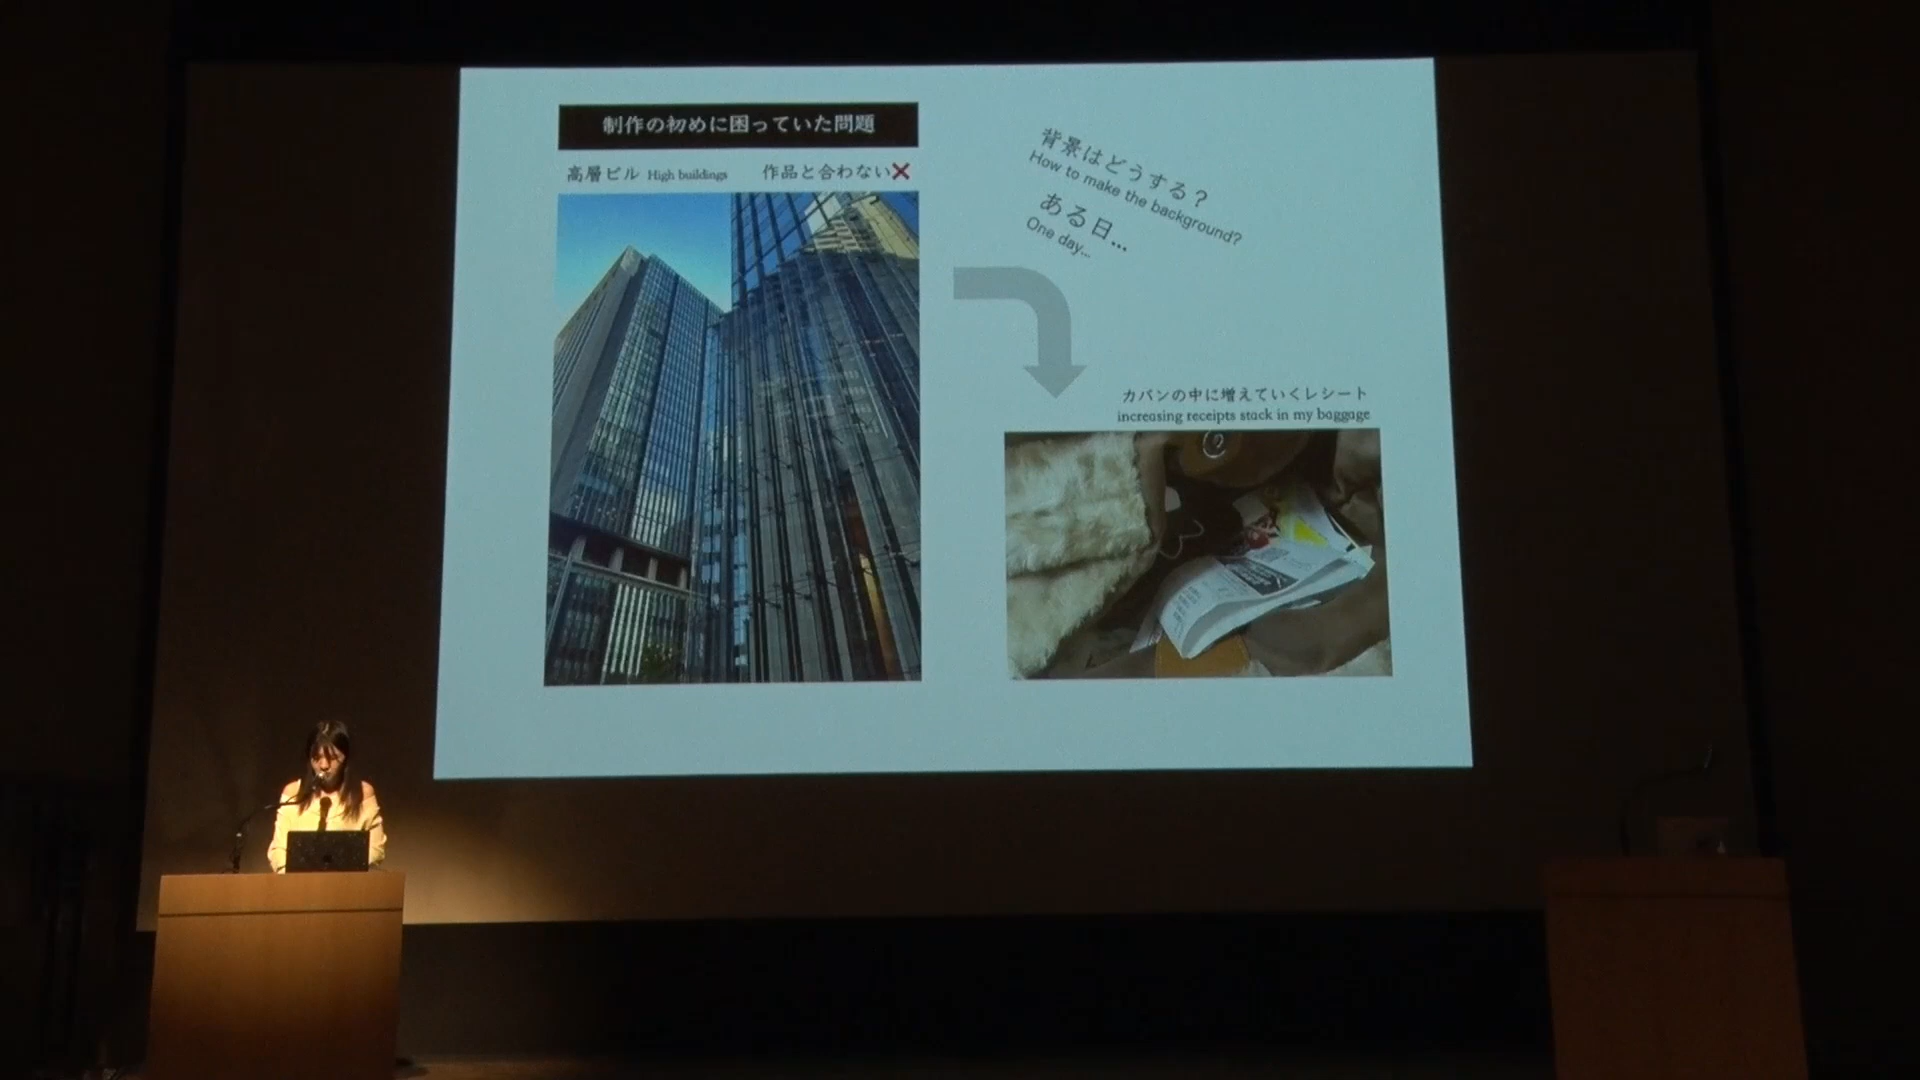 制作の初めに困っていた問題
高層ビル High buildings 作品と合わない❌
背景はどうする？
How to make the background?
ある日...
One day...
カバンの中に増えていくレシート
increasing receipts stack in my baggage